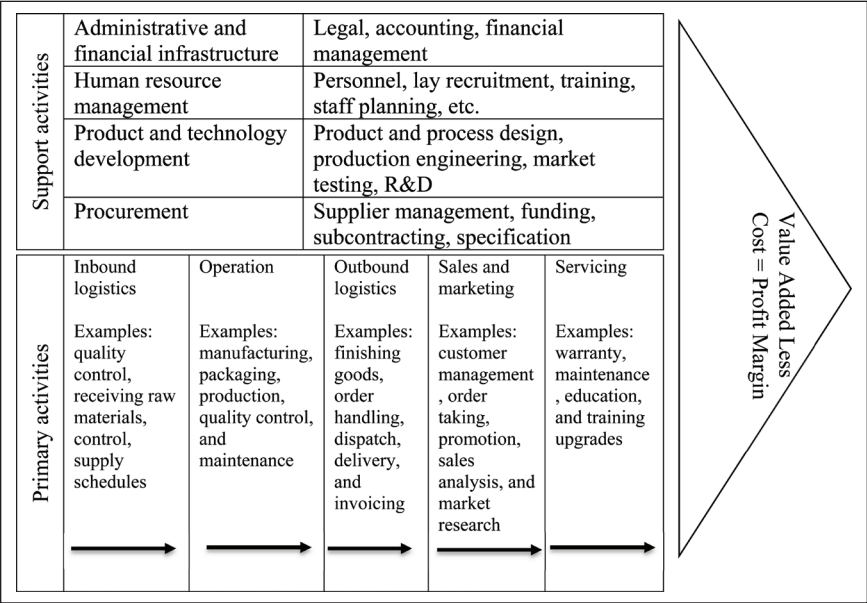 Support activities
Administrative and
financial infrastructure
Legal, accounting, financial
management
Human resource
management
Personnel, lay recruitment, training,
staff planning, etc.
Product and technology
development
Product and process design,
production engineering, market
testing, R&D
Procurement
Supplier management, funding,
subcontracting, specification
Primary activities
Inbound
logistics
Examples:
quality
control,
receiving raw
materials,
control,
supply
schedules
Operation
Examples:
manufacturing,
packaging,
production,
quality control,
and
maintenance
Outbound
logistics
Examples:
finishing
goods,
order
handling,
dispatch,
delivery,
and
invoicing
Sales and
marketing
Examples:
customer
management
, order
taking,
promotion,
sales
analysis, and
market
research
Servicing
Examples:
warranty,
maintenance
, education,
and training
upgrades
Value Added Less
Cost = Profit Margin